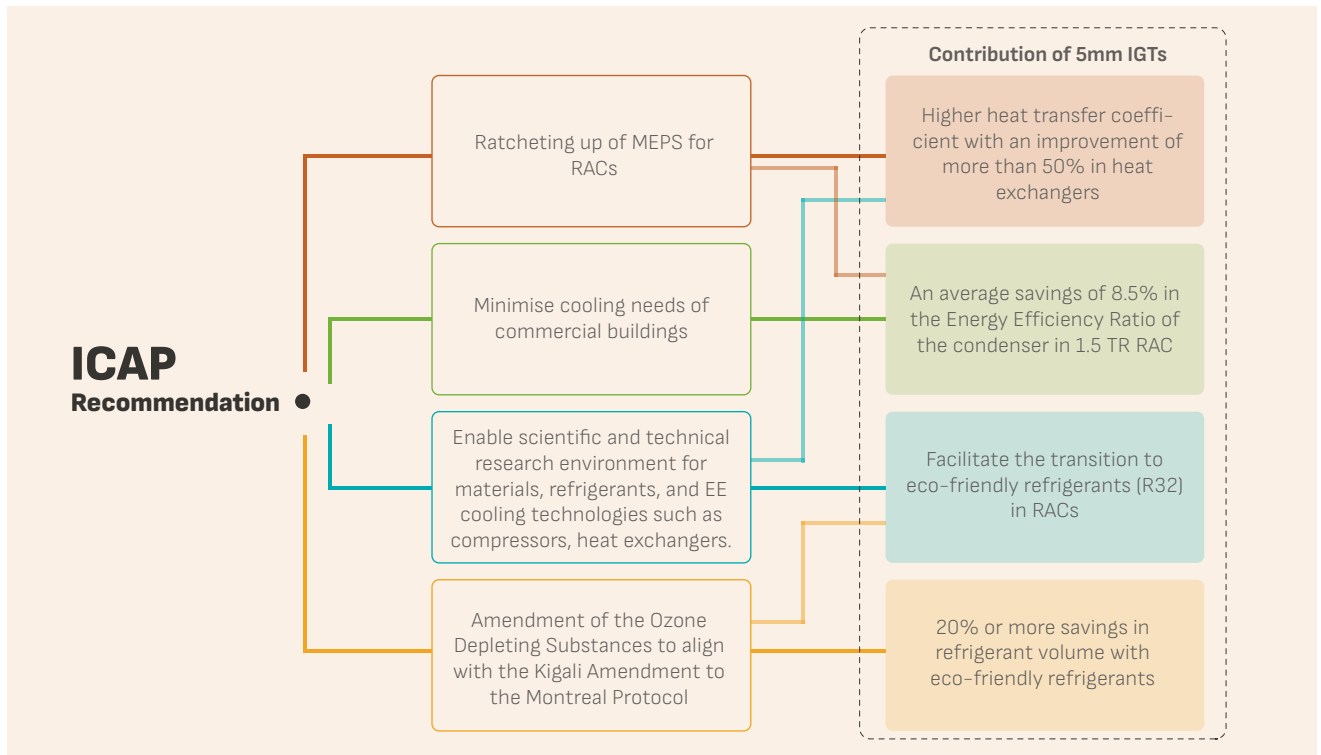 ICAP
Recommendation
Ratcheting up of MEPS for
RACs
Minimise cooling needs of
commercial buildings
Enable scientific and technical
research environment for
materials, refrigerants, and EE
cooling technologies such as
compressors, heat exchangers.
Amendment of the Ozone
Depleting Substances to align
with the Kigali Amendment to
the Montreal Protocol
Contribution of 5mm IGTs
Higher heat transfer coeffi-
cient with an improvement of
more than 50% in heat
exchangers
An average savings of 8.5% in
the Energy Efficiency Ratio of
the condenser in 1.5 TR RAC
Facilitate the transition to
eco-friendly refrigerants (R32)
in RACs
20% or more savings in
refrigerant volume with
eco-friendly refrigerants